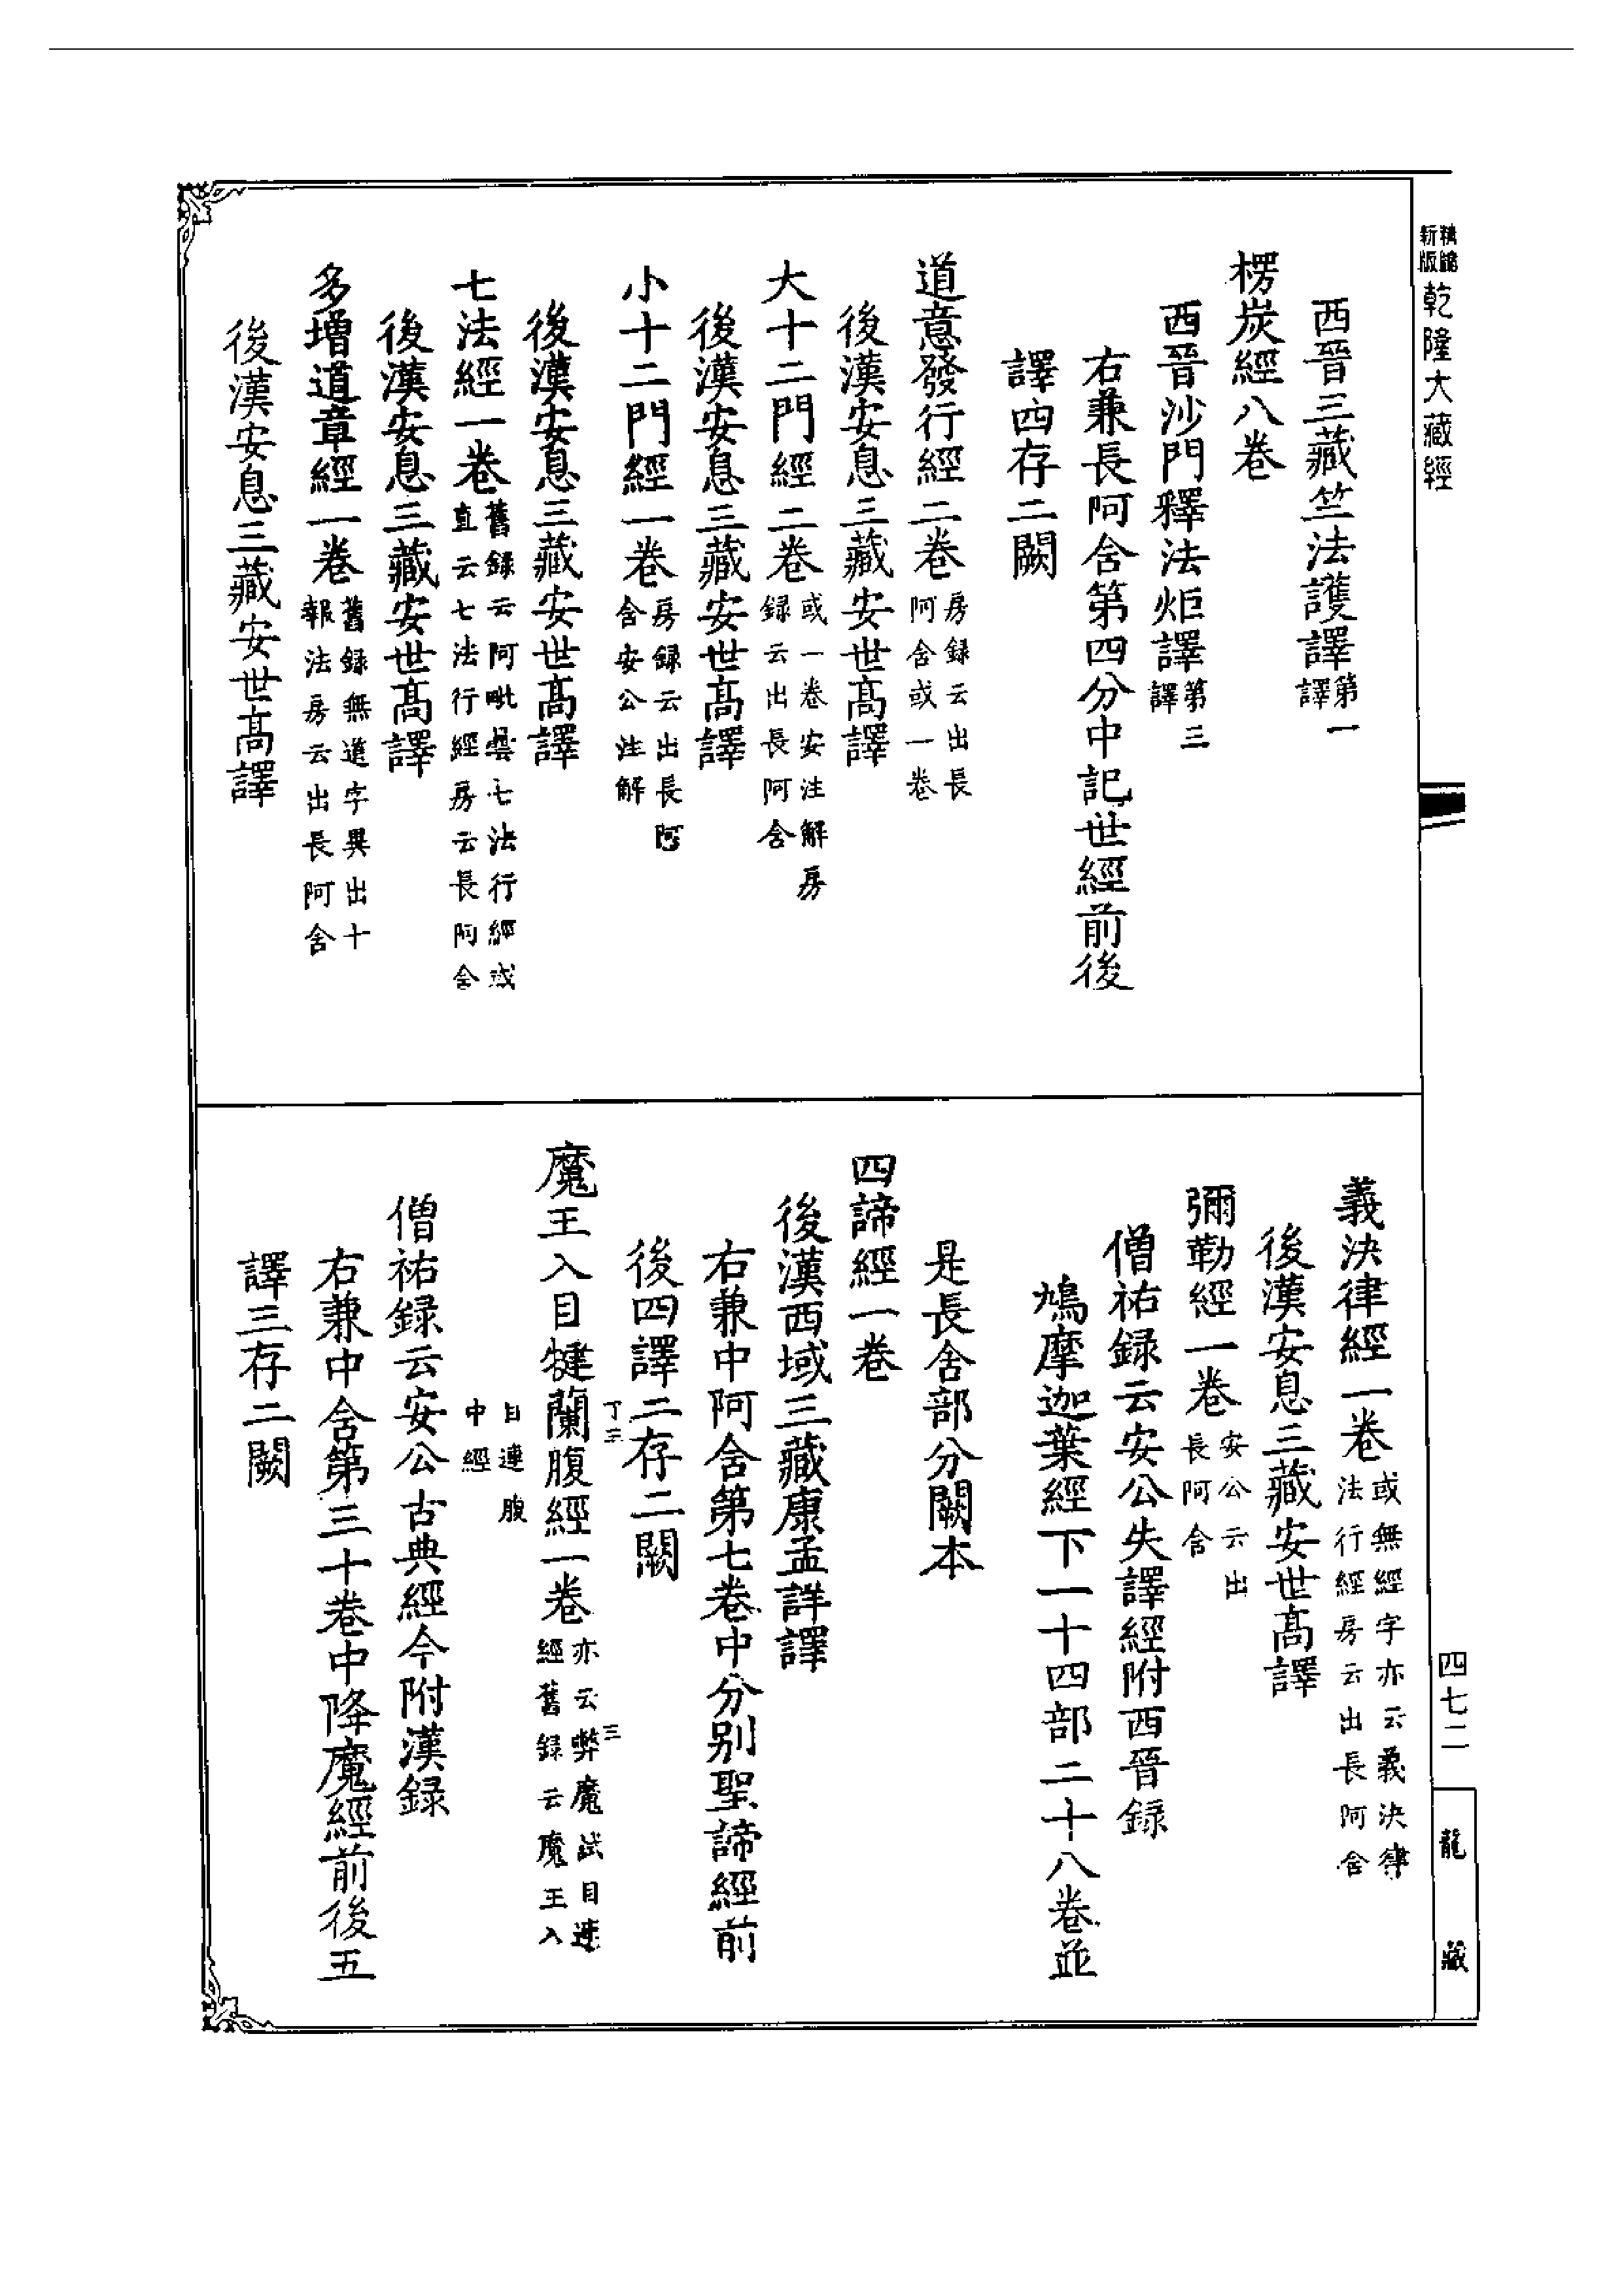 新版精縮
乾隆大藏經
西晉三藏竺法護譯第一譯
楞炭經八卷
西晉沙門釋法炬譯第三譯
右兼長阿含第四分中記世經前後
譯四存二闕
道意發行經二卷房録云出長阿含或一卷
後漢安息三藏安世高譯
大十二門經二卷或一卷安注解房録云出長阿含
後漢安息三藏安世高譯
小十二門經一卷房録云出長阿含安公注解
後漢安息三藏安世高譯
七法經一卷舊録云阿毗曇七法行經或直云七法行經房云長阿含
後漢安息三藏安世高譯
多增道章經一卷舊録無道字異出十報法房云出長阿含
後漢安息三藏安世高譯
義決律經一卷或無經字亦云義決律法行經房云出長阿含
後漢安息三藏安世高譯
彌勒經一卷安公云出長阿含
僧祐録云安公失譯經附西晉録
鳩摩迦葉經下一十四部二十八卷並
是長舍部分闕本
四諦經一卷
後漢西域三藏康孟詳譯
右兼中阿含第七卷中分别聖諦經前
後四譯二存二闕
丁三
三
魔王入目犍蘭腹經一卷亦云弊魔試目連經舊録云魔王入
目連腹中經
僧祐録云安公古典經今附漢録
右兼中含第三十卷中降魔經前後五
譯三存二闕
四七二
龍藏